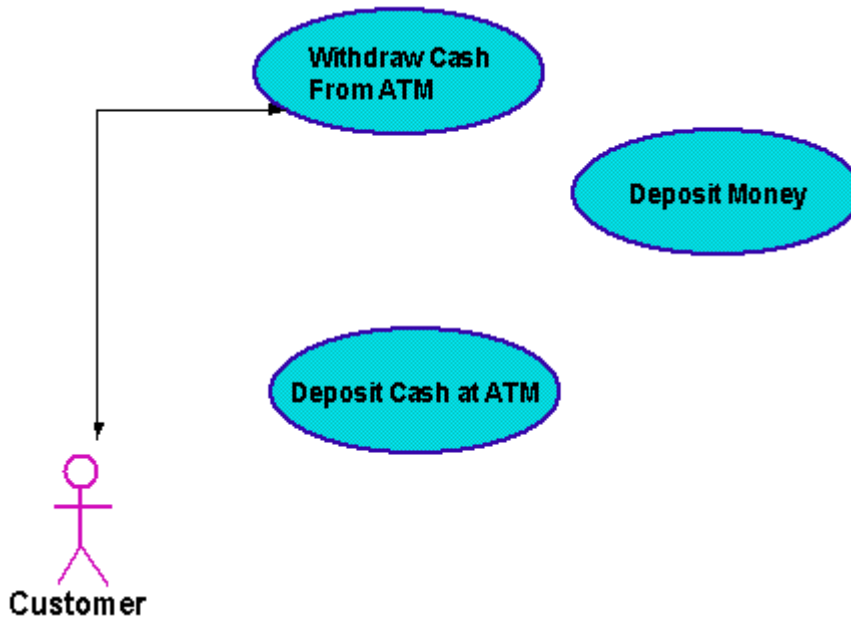 Withdraw Cash
From ATM
Deposit Money
Deposit Cash at ATM
Customer